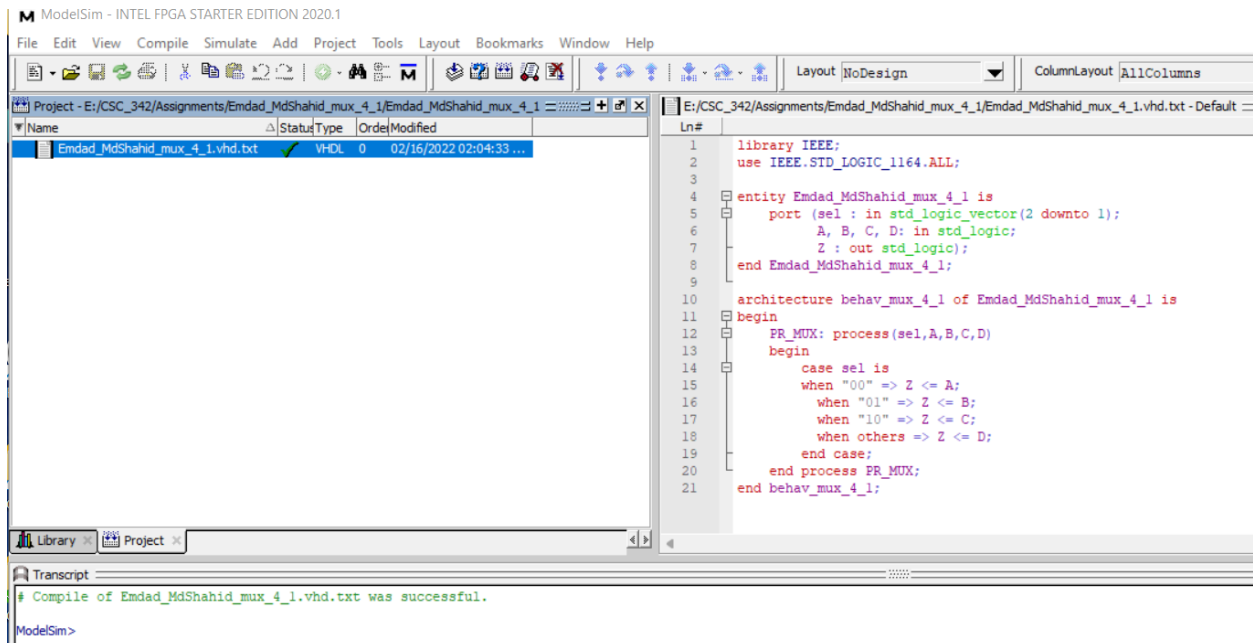 M ModelSim - INTEL FPGA STARTER EDITION 2020.1
File Edit View Compile Simulate Add Project Tools Layout Bookmarks Window Help
Layout NoDesign ColumnLayout AllColumns
Project - E:/CSC_342/Assignments/Emdad_MdShahid_mux_4_1/Emdad_MdShahid_mux_4_1
Name Status Type Order Modified
Emdad_MdShahid_mux_4_1.vhd.txt VHDL 0 02/16/2022 02:04:33 ...
Library Project
E:/CSC_342/Assignments/Emdad_MdShahid_mux_4_1/Emdad_MdShahid_mux_4_1.vhd.txt - Default
Ln#
1 library IEEE;
2 use IEEE.STD_LOGIC_1164.ALL;
3
4 entity Emdad_MdShahid_mux_4_1 is
5 port (sel : in std_logic_vector(2 downto 1);
6 A, B, C, D: in std_logic;
7 Z : out std_logic);
8 end Emdad_MdShahid_mux_4_1;
9
10 architecture behav_mux_4_1 of Emdad_MdShahid_mux_4_1 is
11 begin
12 PR_MUX: process(sel,A,B,C,D)
13 begin
14 case sel is
15 when "00" => Z <= A;
16 when "01" => Z <= B;
17 when "10" => Z <= C;
18 when others => Z <= D;
19 end case;
20 end process PR_MUX;
21 end behav_mux_4_1;
Transcript
# Compile of Emdad_MdShahid_mux_4_1.vhd.txt was successful.
ModelSim>